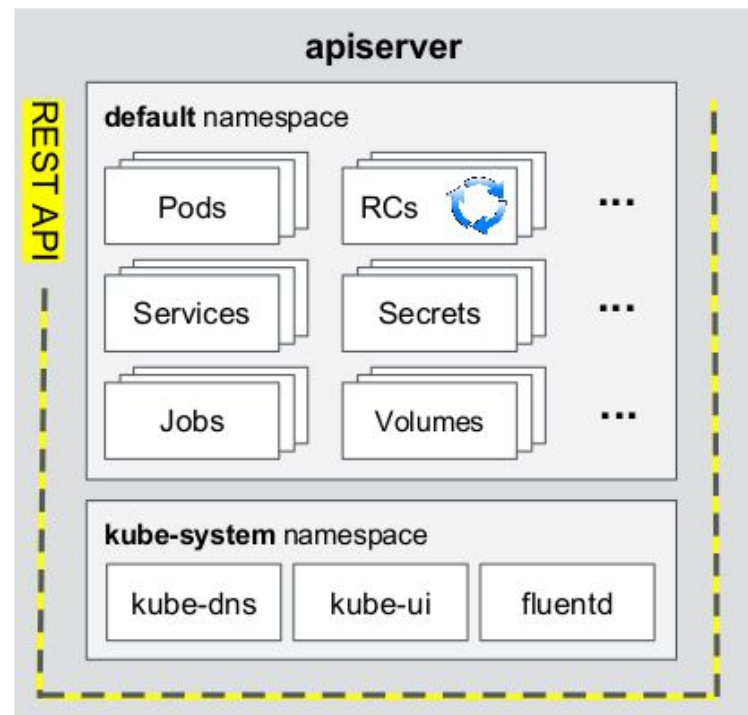 apiserver
REST API
default namespace
Pods
RCs
...
Services
Secrets
...
Jobs
Volumes
...
kube-system namespace
kube-dns
kube-ui
fluentd